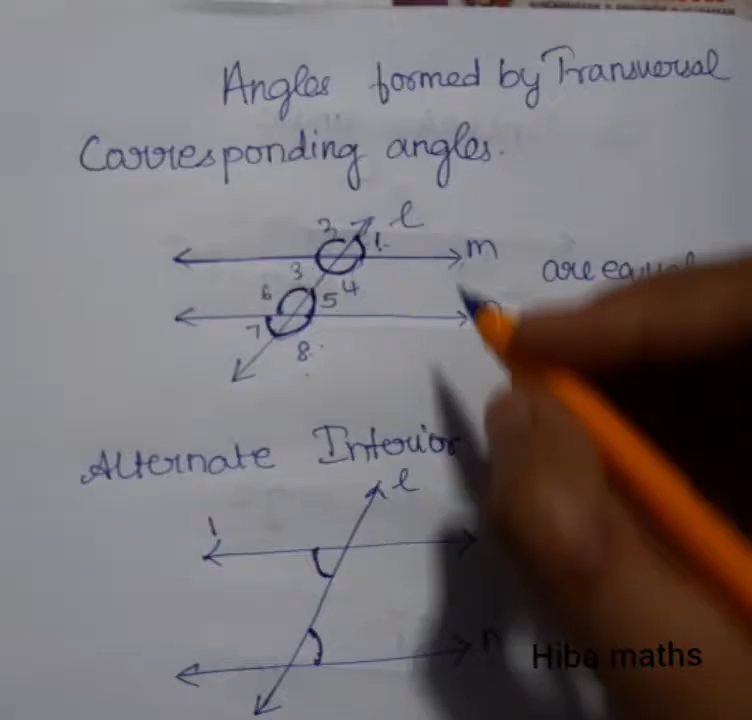 Angles formed by Transversal
Carresponding angles.
l
2 1.
m
3
are equal
6 5 4
7
8.
Alternate Interior
l
n
Hiba maths